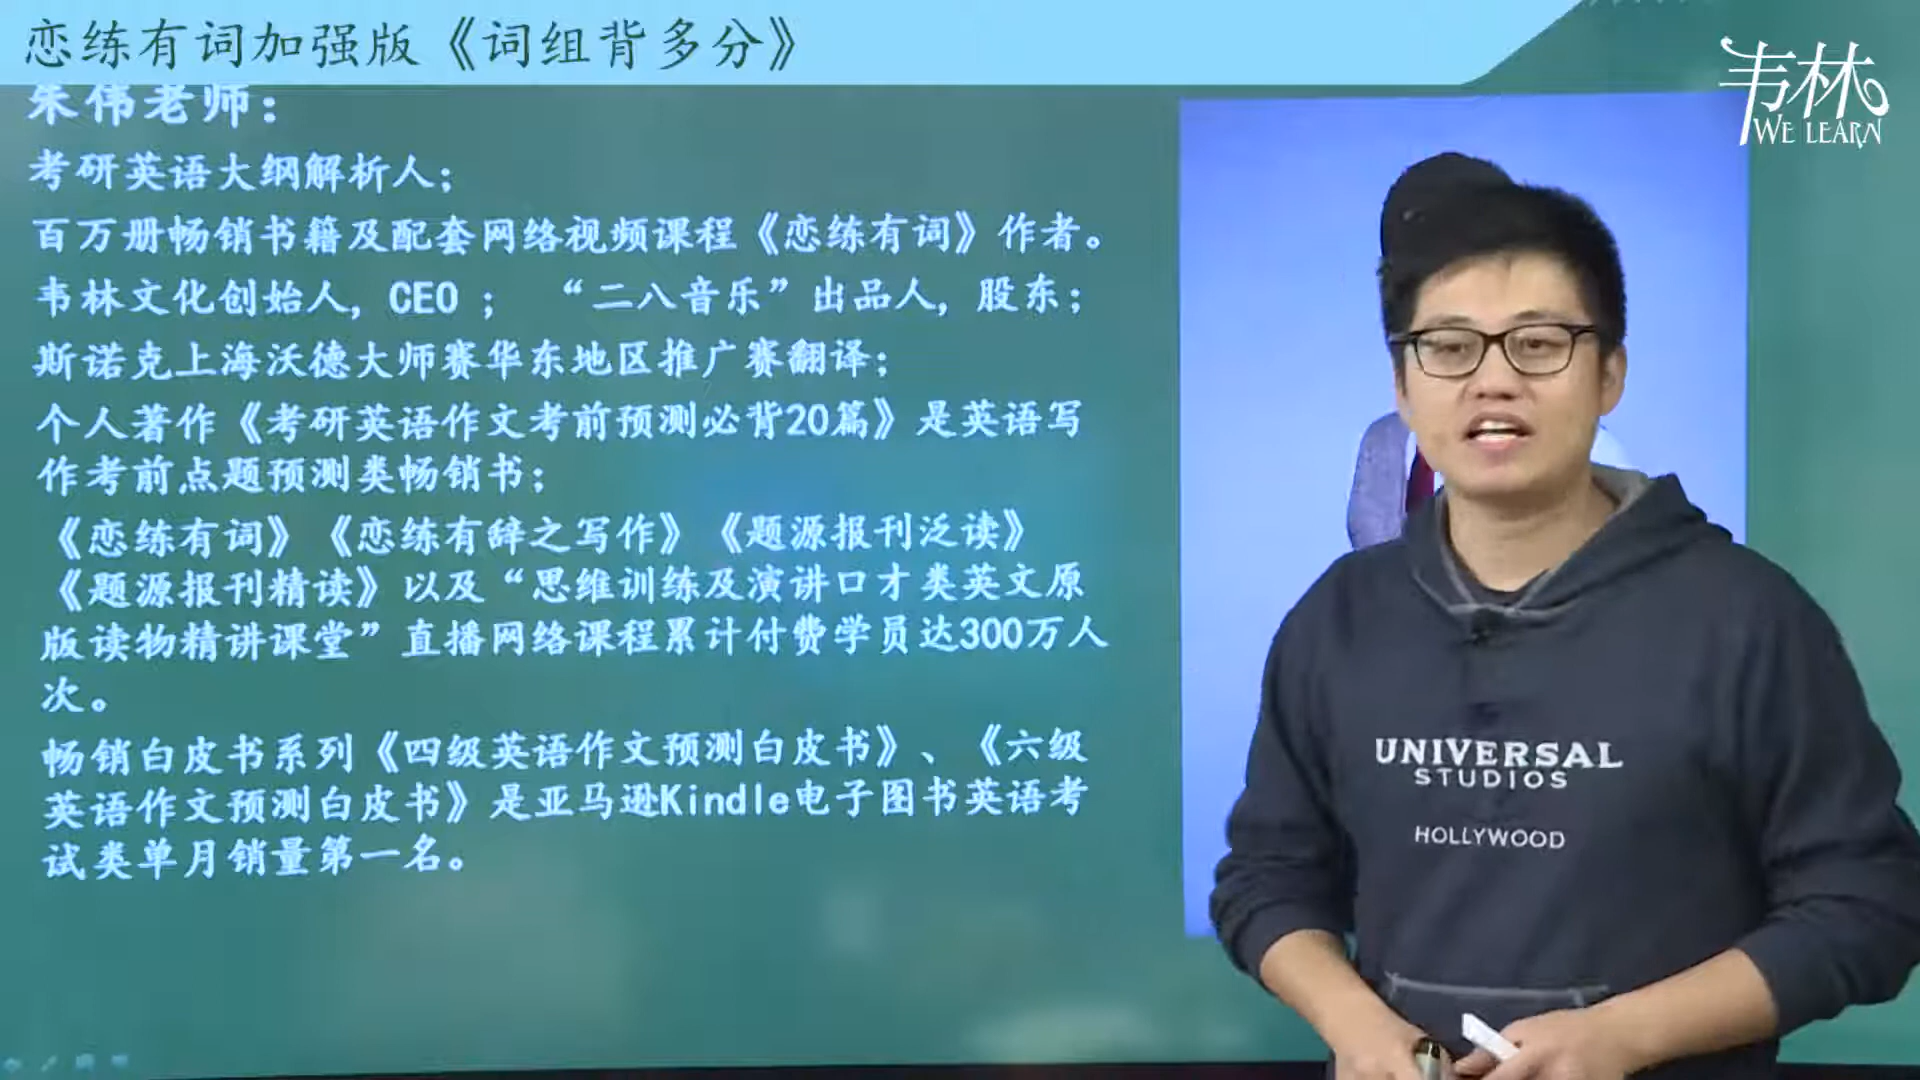 恋练有词加强版《词组背多分》
韦林
WE LEARN
朱伟老师：
考研英语大纲解析人；
百万册畅销书籍及配套网络视频课程《恋练有词》作者。
韦林文化创始人，CEO ； “二八音乐”出品人，股东；
斯诺克上海沃德大师赛华东地区推广赛翻译；
个人著作《考研英语作文考前预测必背20篇》是英语写
作考前点题预测类畅销书；
《恋练有词》《恋练有辞之写作》《题源报刊泛读》
《题源报刊精读》以及“思维训练及演讲口才类英文原
版读物精讲课堂”直播网络课程累计付费学员达300万人
次。
畅销白皮书系列《四级英语作文预测白皮书》、《六级
英语作文预测白皮书》是亚马逊Kindle电子图书英语考
试类单月销量第一名。
UNIVERSAL
STUDIOS
HOLLYWOOD